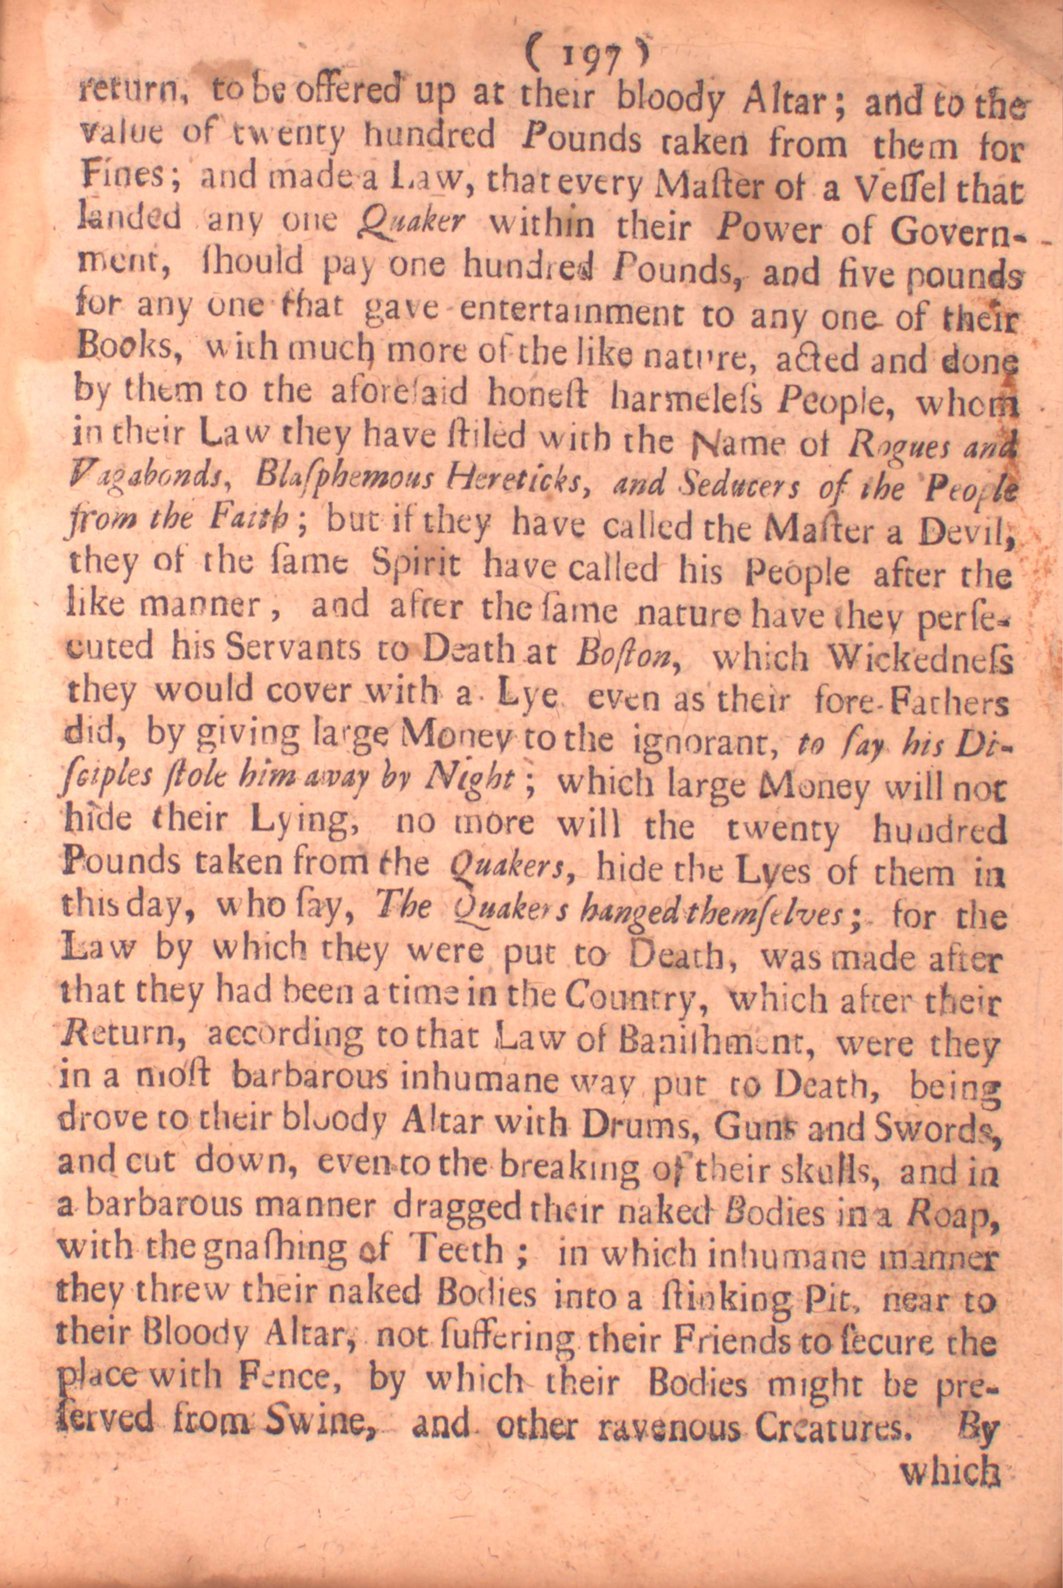 ( 197 )
return, to be offered up at their bloody Altar; and to the
value of twenty hundred Pounds taken from them for
Fines; and made a Law, that every Maſter of a Veſſel that
landed any one Quaker within their Power of Govern-
ment, ſhould pay one hundred Pounds, and five pounds
for any one that gave entertainment to any one of their
Books, with much more of the like nature, acted and done
by them to the aforeſaid honeſt harmeleſs People, whom
in their Law they have ſtiled with the Name of Rogues and
Vagabonds, Blaſphemous Hereticks, and Seducers of the People
from the Faith; but if they have called the Maſter a Devil,
they of the ſame Spirit have called his People after the
like manner, and after the ſame nature have they perſe-
cuted his Servants to Death at Boſton, which Wickedneſs
they would cover with a Lye even as their fore-Fathers
did, by giving large Money to the ignorant, to ſay his Di-
ſciples ſtole him away by Night; which large Money will not
hide their Lying, no more will the twenty hundred
Pounds taken from the Quakers, hide the Lyes of them in
this day, who ſay, The Quakers hanged themſelves; for the
Law by which they were put to Death, was made after
that they had been a time in the Country, which after their
Return, according to that Law of Baniſhment, were they
in a moſt barbarous inhumane way put to Death, being
drove to their bloody Altar with Drums, Guns and Swords,
and cut down, even to the breaking of their skulls, and in
a barbarous manner dragged their naked Bodies in a Roap,
with the gnaſhing of Teeth; in which inhumane manner
they threw their naked Bodies into a ſtinking Pit, near to
their Bloody Altar, not ſuffering their Friends to ſecure the
place with Fence, by which their Bodies might be pre-
ſerved from Swine, and other ravenous Creatures. By
which